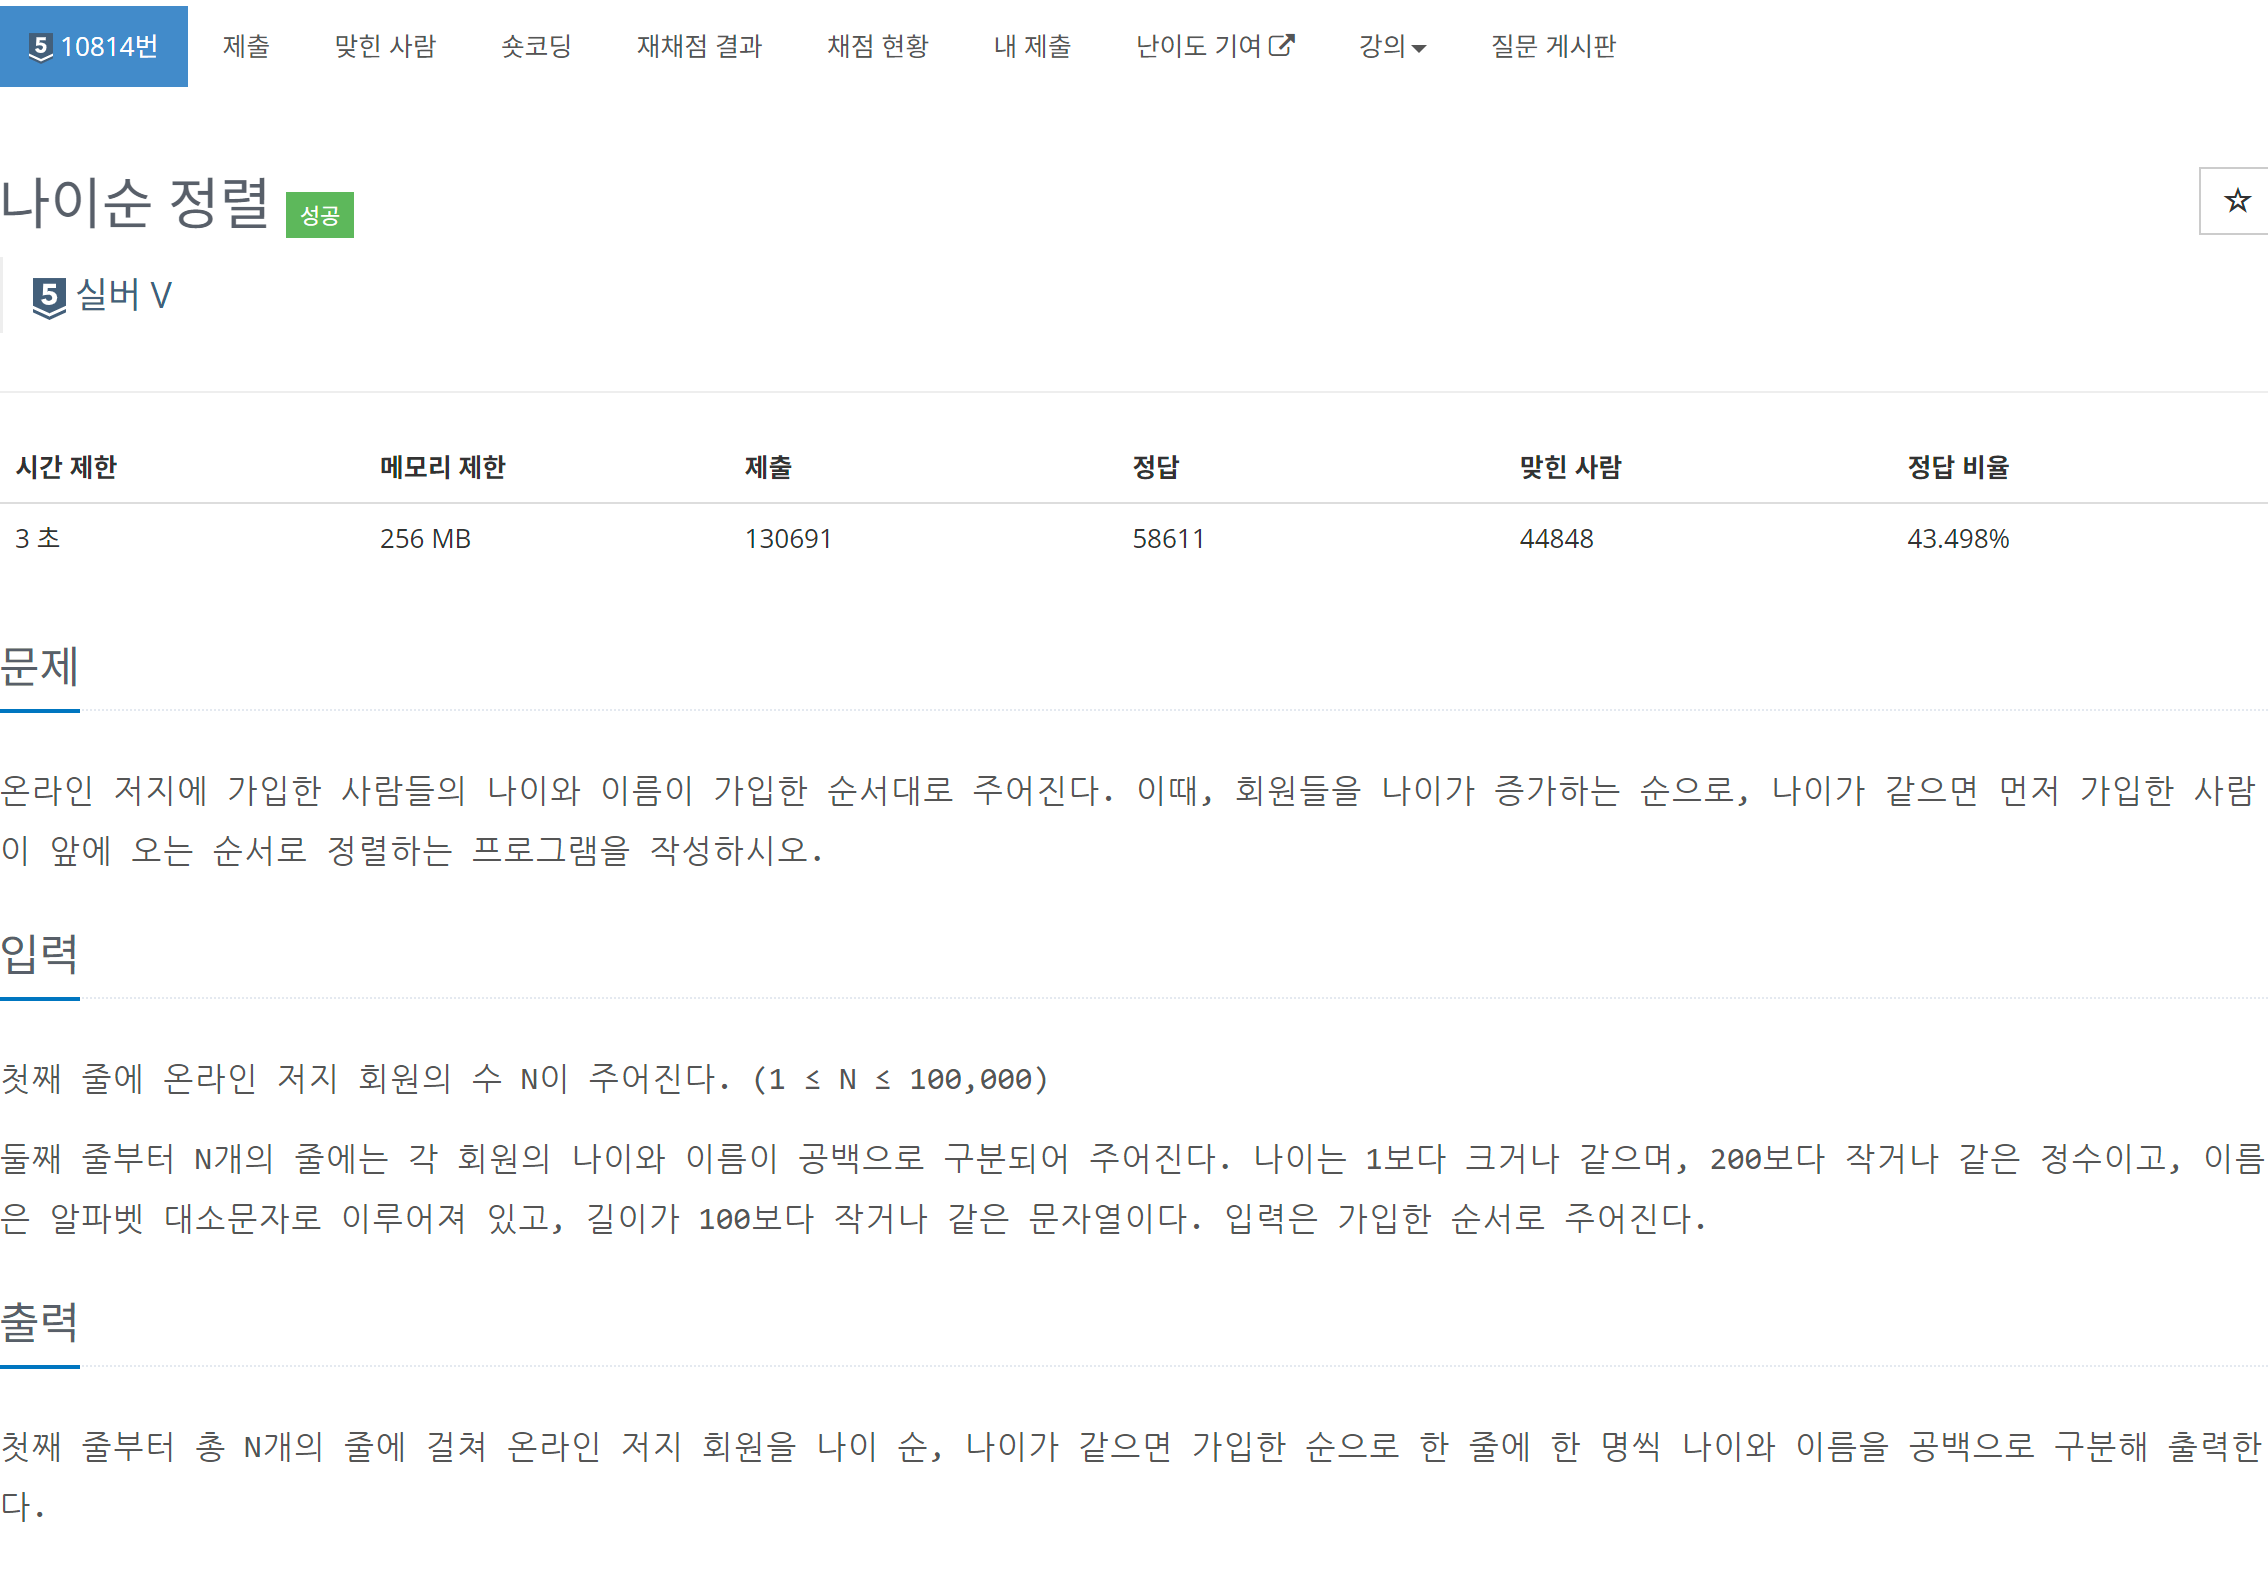 5 10814번 제출 맞힌 사람 숏코딩 재채점 결과 채점 현황 내 제출 난이도 기여 강의 질문 게시판
나이순 정렬 성공
5 실버 V
시간 제한 메모리 제한 제출 정답 맞힌 사람 정답 비율
3 초 256 MB 130691 58611 44848 43.498%
문제
온라인 저지에 가입한 사람들의 나이와 이름이 가입한 순서대로 주어진다. 이때, 회원들을 나이가 증가하는 순으로, 나이가 같으면 먼저 가입한 사람
이 앞에 오는 순서로 정렬하는 프로그램을 작성하시오.
입력
첫째 줄에 온라인 저지 회원의 수 N이 주어진다. (1 ≤ N ≤ 100,000)
둘째 줄부터 N개의 줄에는 각 회원의 나이와 이름이 공백으로 구분되어 주어진다. 나이는 1보다 크거나 같으며, 200보다 작거나 같은 정수이고, 이름
은 알파벳 대소문자로 이루어져 있고, 길이가 100보다 작거나 같은 문자열이다. 입력은 가입한 순서로 주어진다.
출력
첫째 줄부터 총 N개의 줄에 걸쳐 온라인 저지 회원을 나이 순, 나이가 같으면 가입한 순으로 한 줄에 한 명씩 나이와 이름을 공백으로 구분해 출력한
다.